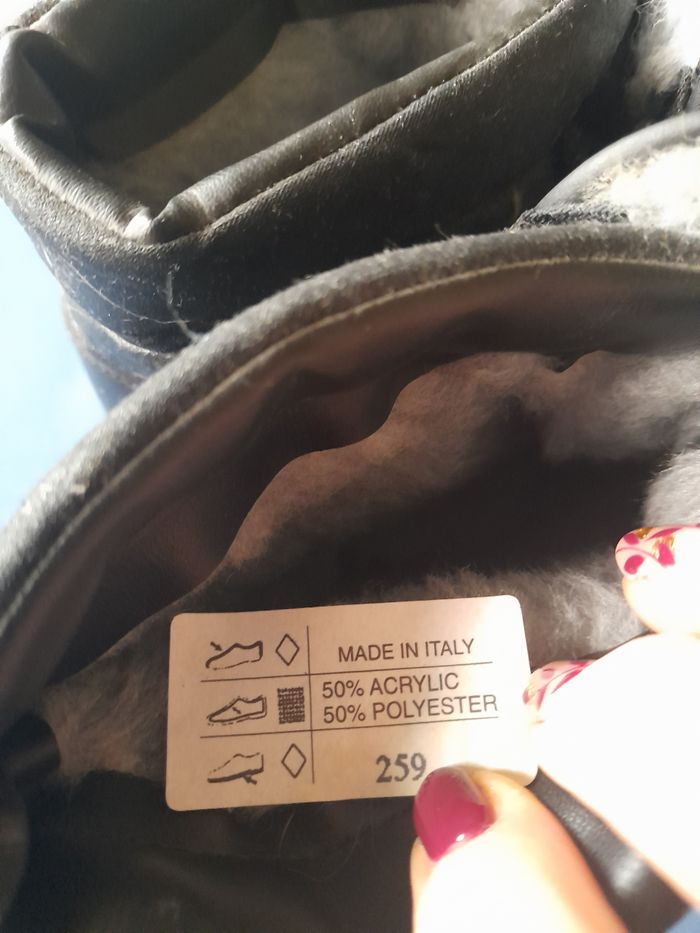 MADE IN ITALY
50% ACRYLIC
50% POLYESTER
259